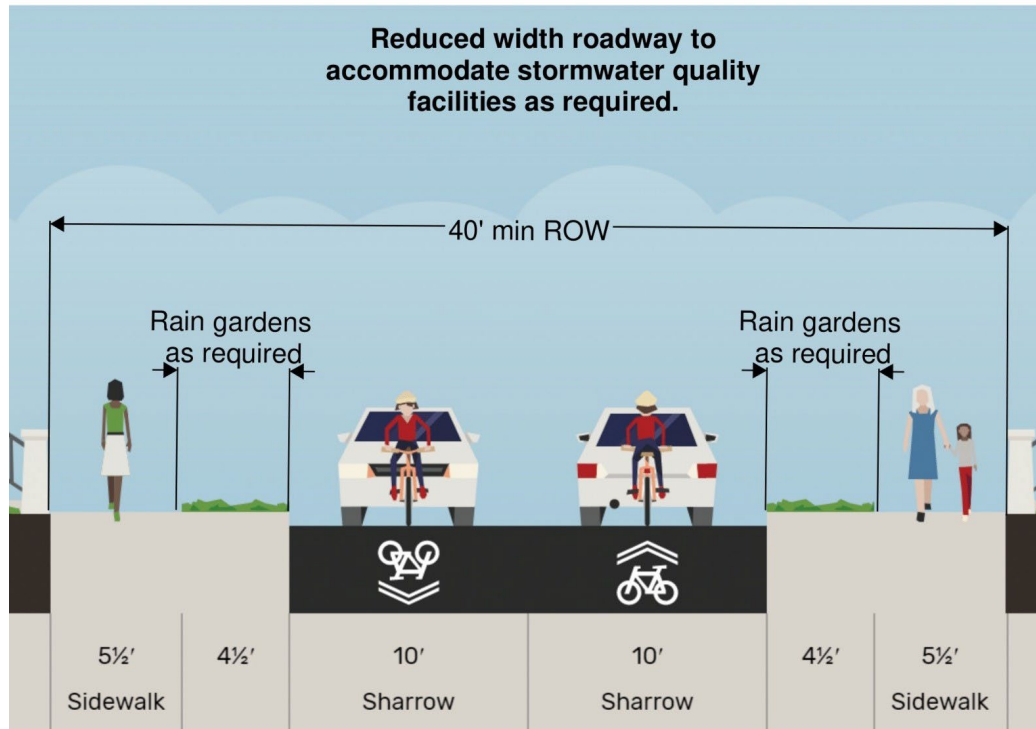 Reduced width roadway to
accommodate stormwater quality
facilities as required.
40' min ROW
Rain gardens
as required
Rain gardens
as required
5½′
4½′
10′
10′
4½′
5½′
Sidewalk
Sharrow
Sharrow
Sidewalk